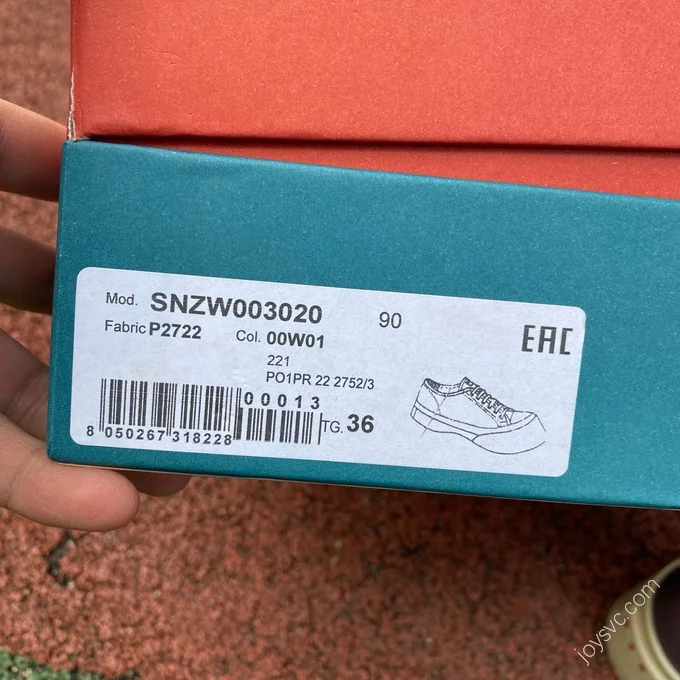 Mod. SNZW003020 90
Fabric P2722 Col. 00W01
EAC
221
PO1PR 22 2752/3
00013
8 050267 318228
TG. 36
joysvc.com